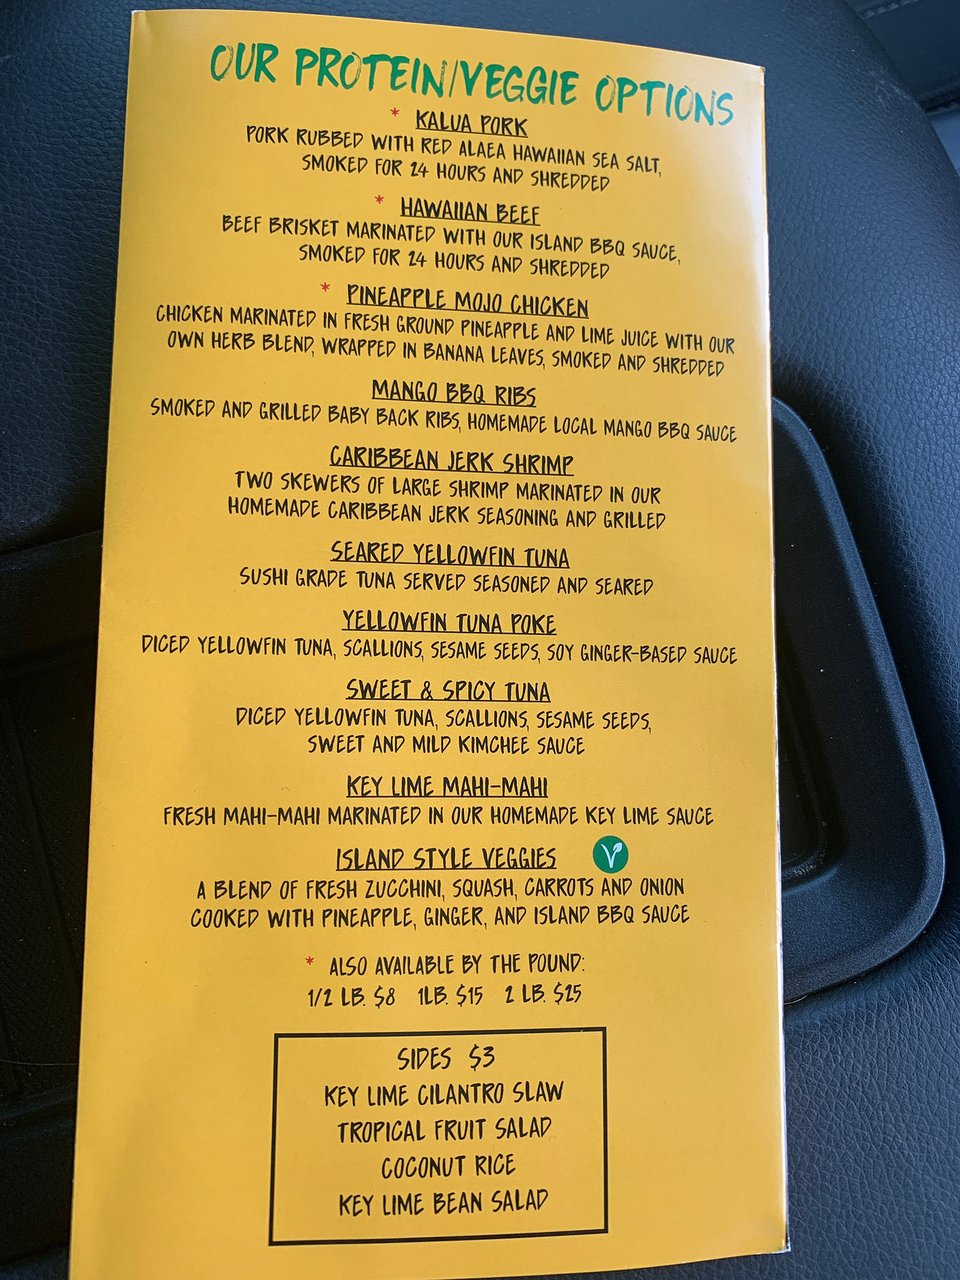 OUR PROTEIN/VEGGIE OPTIONS
* KALUA PORK
PORK RUBBED WITH RED ALAEA HAWAIIAN SEA SALT,
SMOKED FOR 24 HOURS AND SHREDDED
* HAWAIIAN BEEF
BEEF BRISKET MARINATED WITH OUR ISLAND BBQ SAUCE,
SMOKED FOR 24 HOURS AND SHREDDED
* PINEAPPLE MOJO CHICKEN
CHICKEN MARINATED IN FRESH GROUND PINEAPPLE AND LIME JUICE WITH OUR
OWN HERB BLEND, WRAPPED IN BANANA LEAVES, SMOKED AND SHREDDED
MANGO BBQ RIBS
SMOKED AND GRILLED BABY BACK RIBS, HOMEMADE LOCAL MANGO BBQ SAUCE
CARIBBEAN JERK SHRIMP
TWO SKEWERS OF LARGE SHRIMP MARINATED IN OUR
HOMEMADE CARIBBEAN JERK SEASONING AND GRILLED
SEARED YELLOWFIN TUNA
SUSHI GRADE TUNA SERVED SEASONED AND SEARED
YELLOWFIN TUNA POKE
DICED YELLOWFIN TUNA, SCALLIONS, SESAME SEEDS, SOY GINGER-BASED SAUCE
SWEET & SPICY TUNA
DICED YELLOWFIN TUNA, SCALLIONS, SESAME SEEDS,
SWEET AND MILD KIMCHEE SAUCE
KEY LIME MAHI-MAHI
FRESH MAHI-MAHI MARINATED IN OUR HOMEMADE KEY LIME SAUCE
ISLAND STYLE VEGGIES V
A BLEND OF FRESH ZUCCHINI, SQUASH, CARROTS AND ONION
COOKED WITH PINEAPPLE, GINGER, AND ISLAND BBQ SAUCE
* ALSO AVAILABLE BY THE POUND:
1/2 LB. $8 1LB. $15 2 LB. $25
SIDES $3
KEY LIME CILANTRO SLAW
TROPICAL FRUIT SALAD
COCONUT RICE
KEY LIME BEAN SALAD